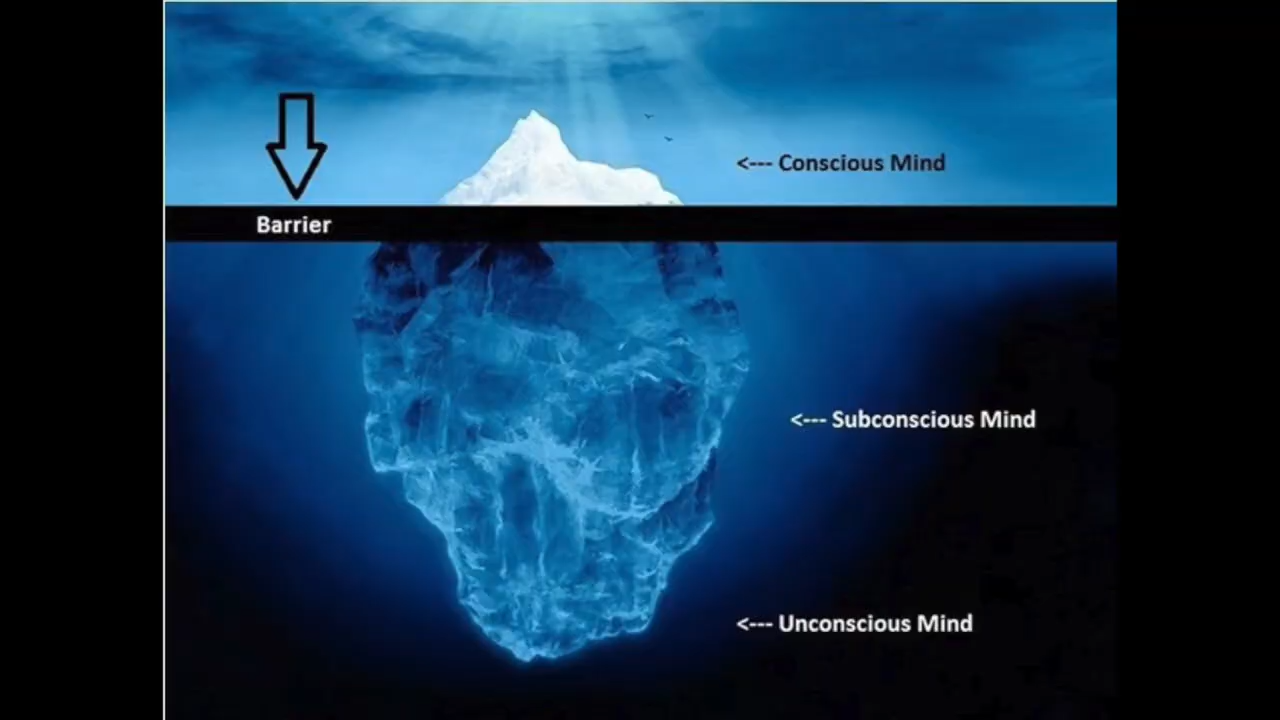 <--- Conscious Mind
Barrier
<--- Subconscious Mind
<--- Unconscious Mind